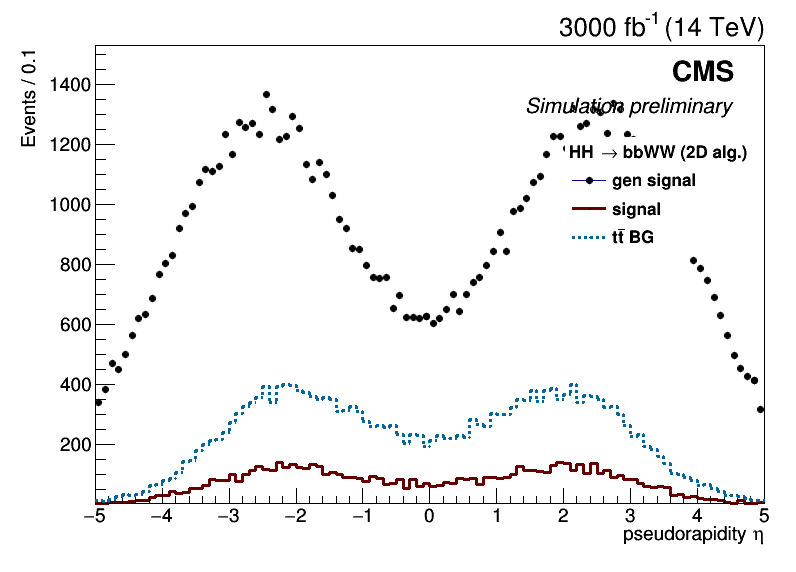 3000 fb-1 (14 TeV)
CMS
Simulation preliminary
HH → bbWW (2D alg.)
gen signal
signal
tt̄ BG
Events / 0.1
1400
1200
1000
800
600
400
200
−5 −4 −3 −2 −1 0 1 2 3 4 5
pseudorapidity η